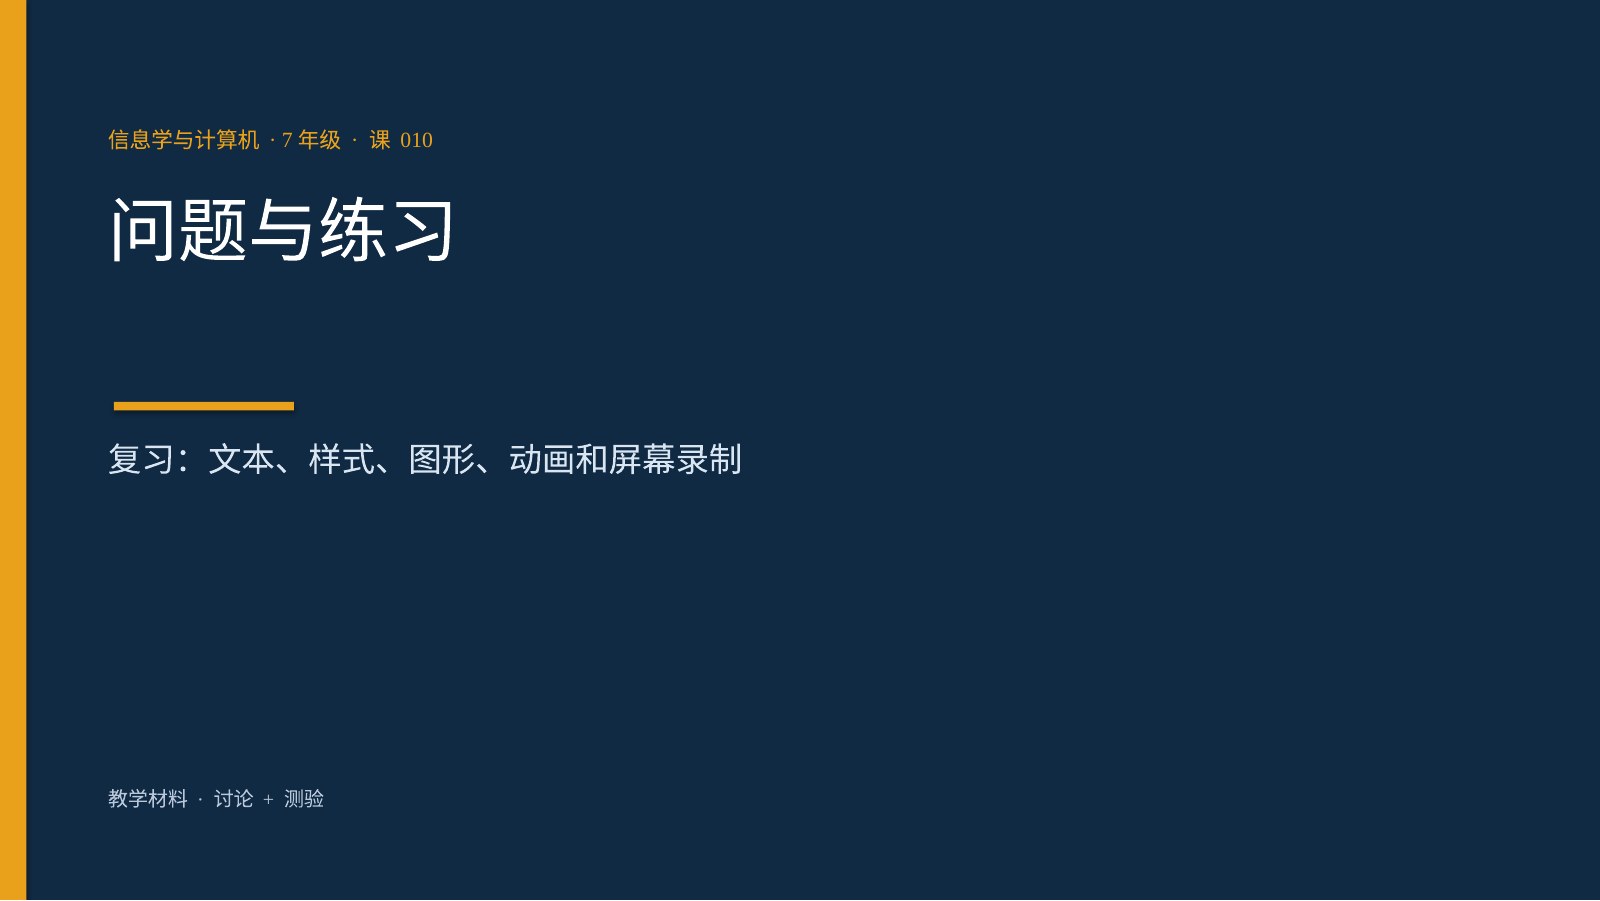 信息学与计算机 · 7 年级 · 课 010
问题与练习
复习：文本、样式、图形、动画和屏幕录制
教学材料 · 讨论 + 测验